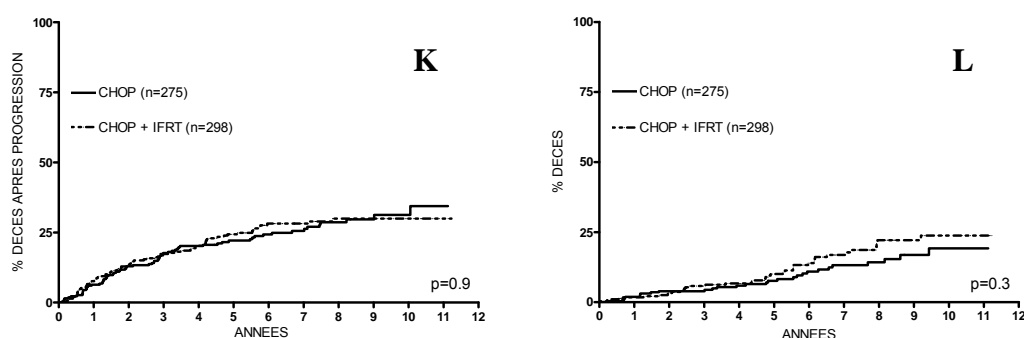 K
% DECES APRES PROGRESSION
100
75
50
25
0
CHOP (n=275)
CHOP + IFRT (n=298)
p=0.9
0 1 2 3 4 5 6 7 8 9 10 11 12
ANNEES
L
% DECES
100
75
50
25
0
CHOP (n=275)
CHOP + IFRT (n=298)
p=0.3
0 1 2 3 4 5 6 7 8 9 10 11 12
ANNEES